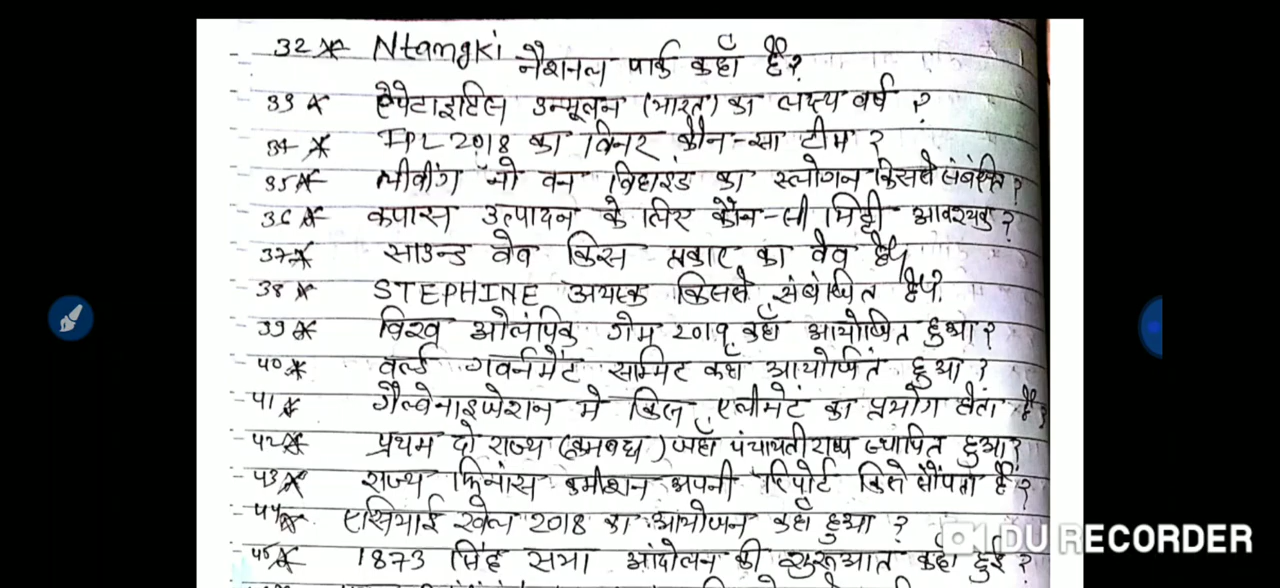 32 * Ntangki नैशनल पार्क कहाँ है?
33 * हेपेटाइटिस उन्मूलन (भारत) का लक्ष्य वर्ष ?
34 * IPL 2018 का विनर कौन-सा टीम ?
35 * लीवींग नो वन बिहाइंड का स्लोगन किससे संबंधित ?
36 * कपास उत्पादन के लिए कौन-सी मिट्टी आवश्यक ?
37 * साउन्ड वेव किस प्रकार का वेव है?
38 * STEPHINE अयस्क किससे संबंधित है?
39 * विश्व ओलंपिक गेम 2019 कहाँ आयोजित हुआ ?
40 * वर्ल्ड गवर्नमेंट सम्मिट कहा आयोजित हुआ ?
41 * गैल्वेनाइजेशन मे किस एलीमेंट का प्रयोग होता है?
42 * प्रथम दो राज्य (क्रमबध) जहाँ पंचायती राज्य स्थापित हुआ ?
43 * राज्य फिनांस कमीशन अपनी रिपोर्ट किसे सौंपता है?
44 * एसियाई खेल 2018 का आयोजन कहाँ हुआ ?
45 * 1873 सिंह सभा आंदोलन की शुरूआत कहाँ हुई ?
DU RECORDER